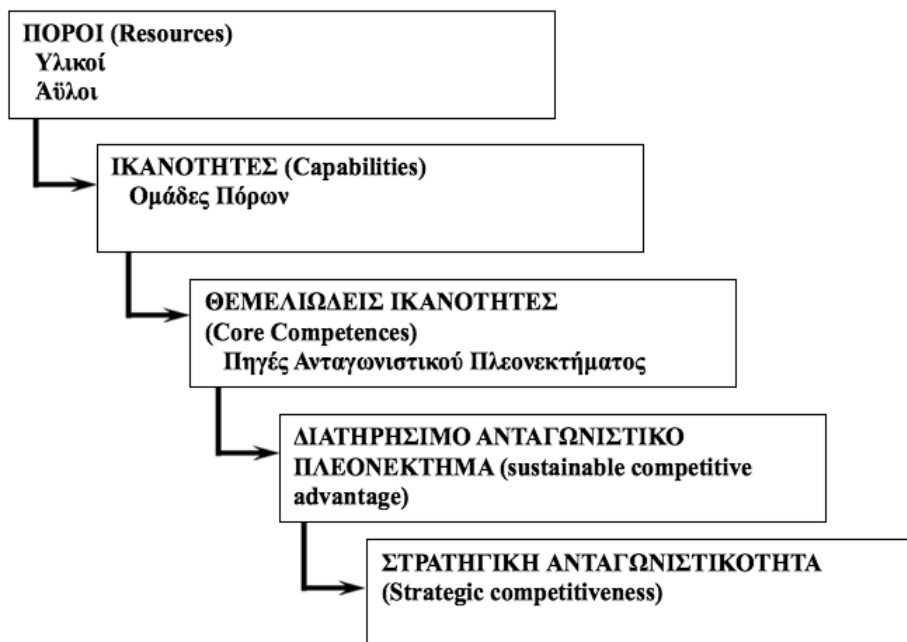 ΠΟΡΟΙ (Resources)
Υλικοί
Άϋλοι
ΙΚΑΝΟΤΗΤΕΣ (Capabilities)
Ομάδες Πόρων
ΘΕΜΕΛΙΩΔΕΙΣ ΙΚΑΝΟΤΗΤΕΣ
(Core Competences)
Πηγές Ανταγωνιστικού Πλεονεκτήματος
ΔΙΑΤΗΡΗΣΙΜΟ ΑΝΤΑΓΩΝΙΣΤΙΚΟ
ΠΛΕΟΝΕΚΤΗΜΑ (sustainable competitive
advantage)
ΣΤΡΑΤΗΓΙΚΗ ΑΝΤΑΓΩΝΙΣΤΙΚΟΤΗΤΑ
(Strategic competitiveness)